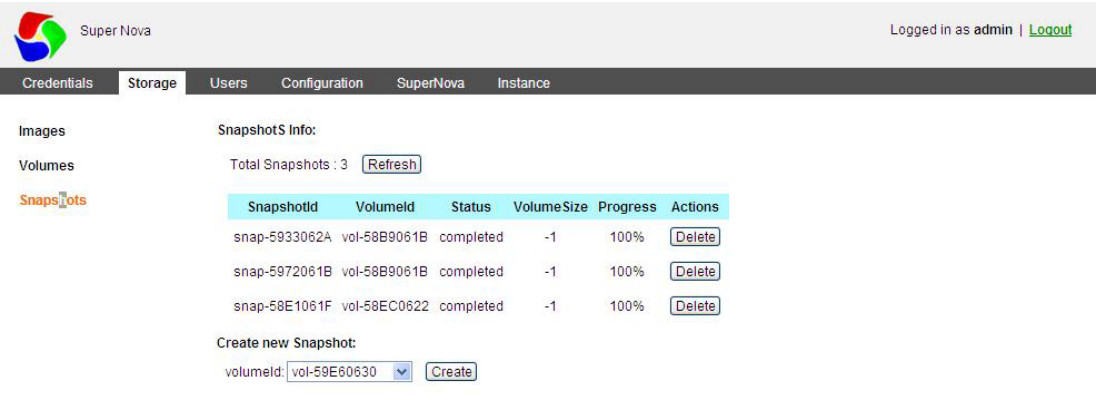 Super Nova
Logged in as admin | Logout
Credentials Storage Users Configuration SuperNova Instance
Images
Volumes
Snapshots
SnapshotS Info:
Total Snapshots : 3 Refresh
SnapshotId VolumeId Status VolumeSize Progress Actions
snap-5933062A vol-58B9061B completed -1 100% Delete
snap-5972061B vol-58B9061B completed -1 100% Delete
snap-58E1061F vol-58EC0622 completed -1 100% Delete
Create new Snapshot:
volumeId: vol-59E60630 Create